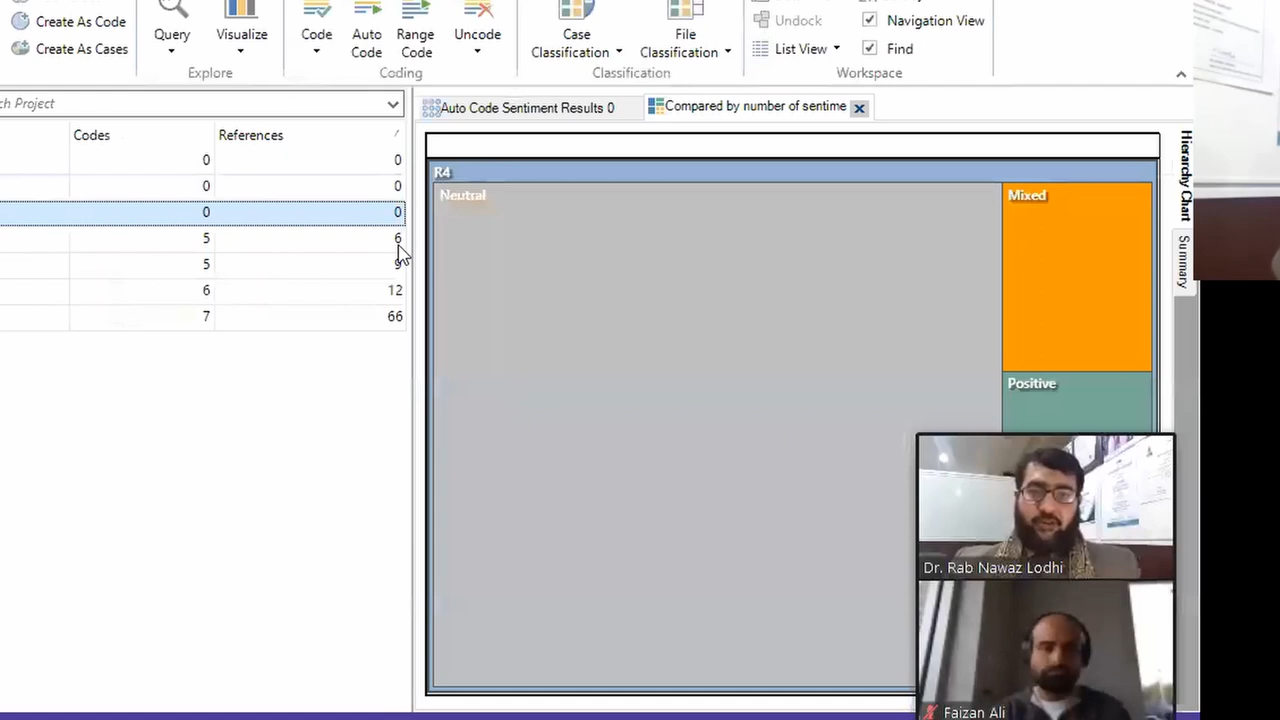 Create As Code
Create As Cases
Query
Visualize
Explore
Code
Auto
Code
Range
Code
Uncode
Coding
Case
Classification
File
Classification
Classification
Undock
List View
Navigation View
Find
Workspace
ch Project
Auto Code Sentiment Results 0
Compared by number of sentime
Codes
References
0
0
0
0
0
0
5
6
5
9
6
12
7
66
R4
Neutral
Mixed
Positive
Hierarchy Chart
Summary
Dr. Rab Nawaz Lodhi
Faizan Ali